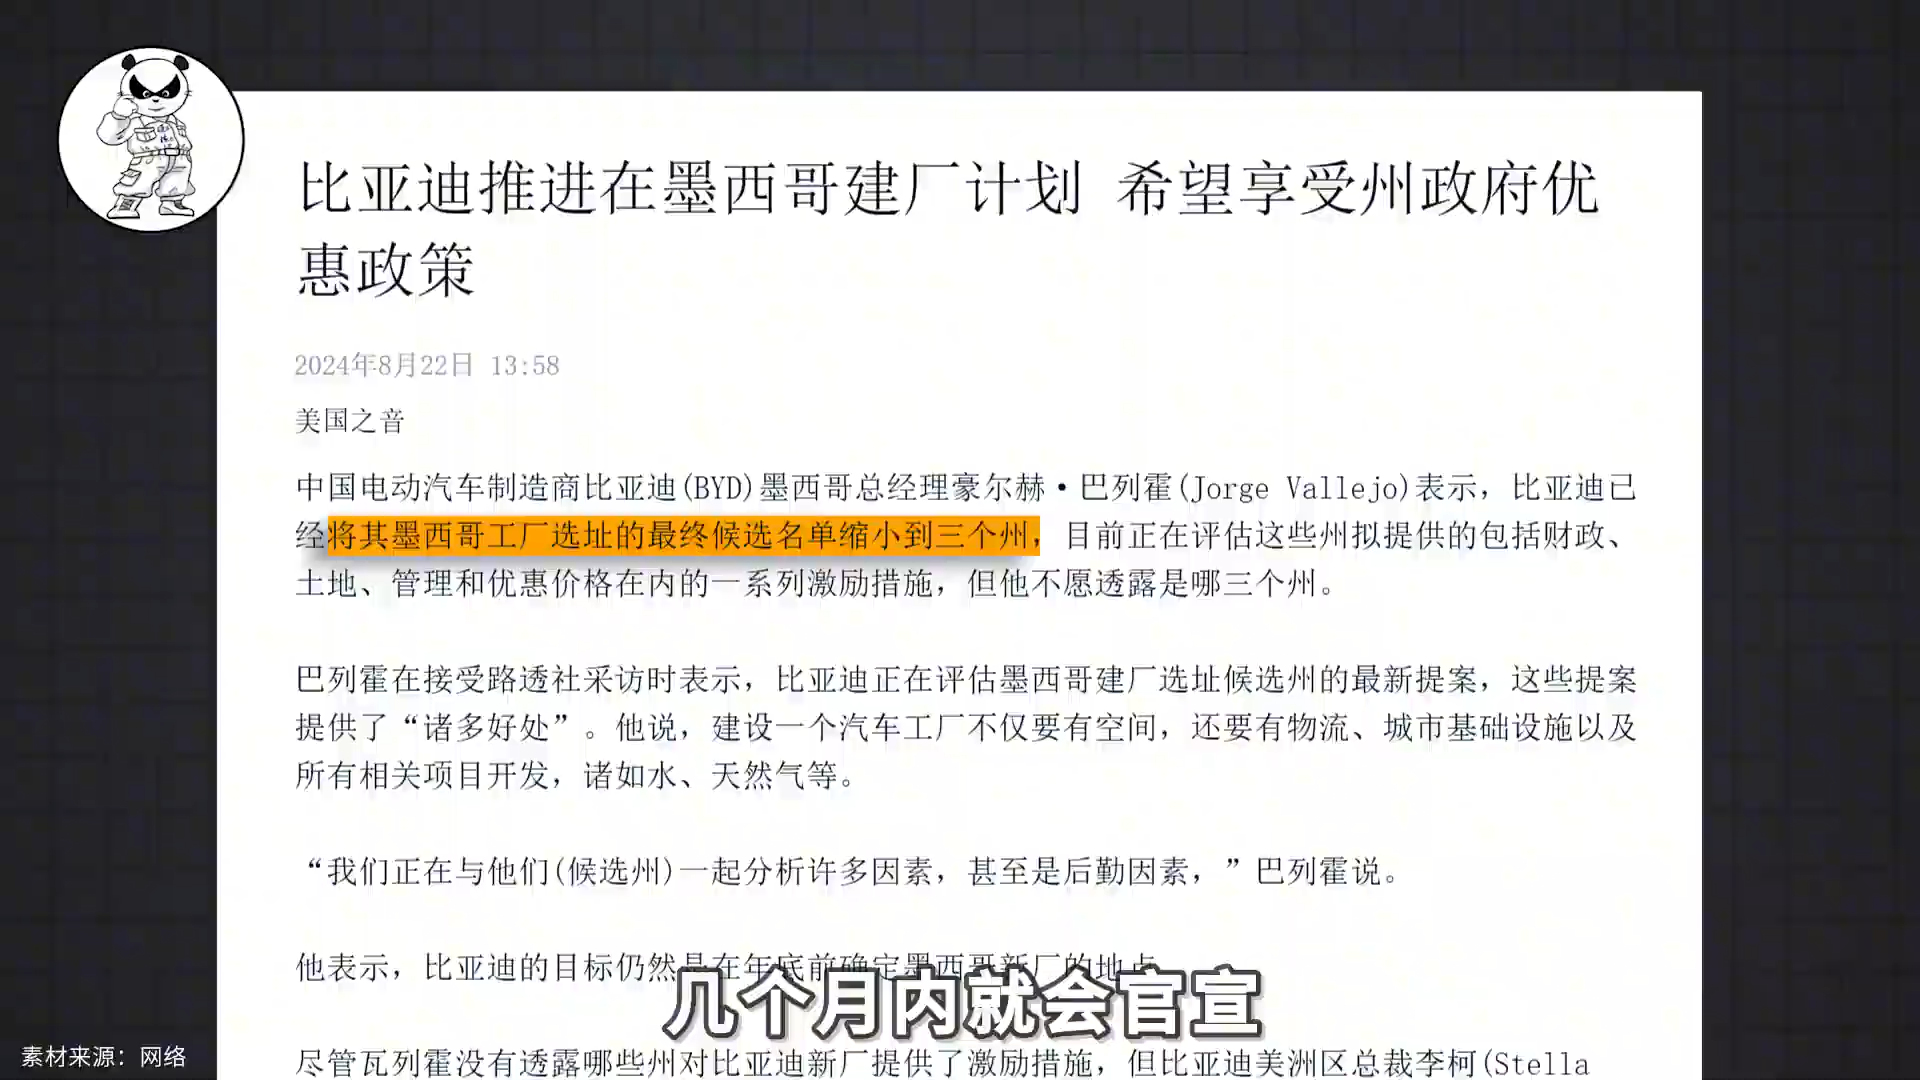 比亚迪推进在墨西哥建厂计划 希望享受州政府优
惠政策
2024年8月22日 13:58
美国之音
中国电动汽车制造商比亚迪(BYD)墨西哥总经理豪尔赫·巴列霍(Jorge Vallejo)表示，比亚迪已
经将其墨西哥工厂选址的最终候选名单缩小到三个州，目前正在评估这些州拟提供的包括财政、
土地、管理和优惠价格在内的一系列激励措施，但他不愿透露是哪三个州。
巴列霍在接受路透社采访时表示，比亚迪正在评估墨西哥建厂选址候选州的最新提案，这些提案
提供了“诸多好处”。他说，建设一个汽车工厂不仅要有空间，还要有物流、城市基础设施以及
所有相关项目开发，诸如水、天然气等。
“我们正在与他们(候选州)一起分析许多因素，甚至是后勤因素，”巴列霍说。
他表示，比亚迪的目标仍然是在年底前确定墨西哥新厂的地点
几个月内就会官宣
尽管瓦列霍没有透露哪些州对比亚迪新厂提供了激励措施，但比亚迪美洲区总裁李柯(Stella
素材来源：网络